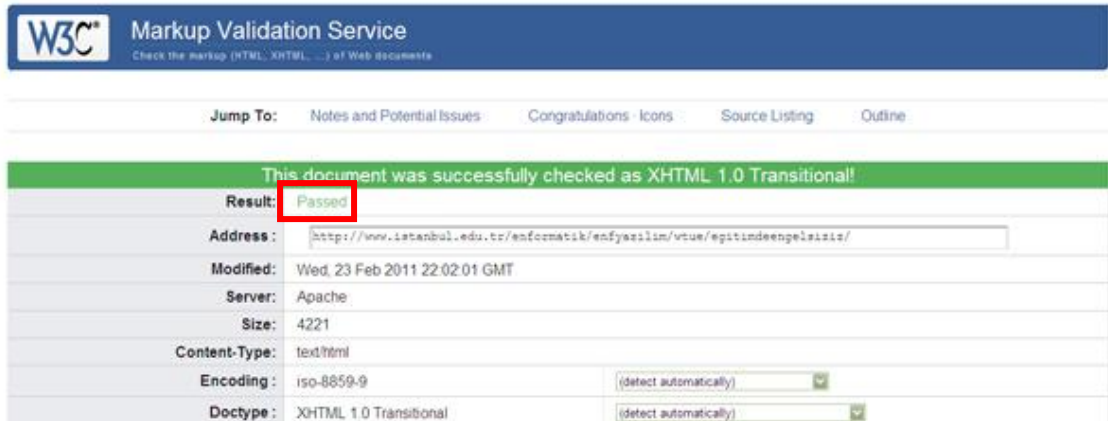 W3C®
Markup Validation Service
Check the markup (HTML, XHTML, ...) of Web documents
Jump To: Notes and Potential Issues Congratulations · Icons Source Listing Outline
This document was successfully checked as XHTML 1.0 Transitional!
Result: Passed
Address : http://www.istanbul.edu.tr/enformatik/enfyazilim/vtue/egitimdeengelsiziz/
Modified: Wed, 23 Feb 2011 22:02:01 GMT
Server: Apache
Size: 4221
Content-Type: text/html
Encoding : iso-8859-9 (detect automatically)
Doctype : XHTML 1.0 Transitional (detect automatically)